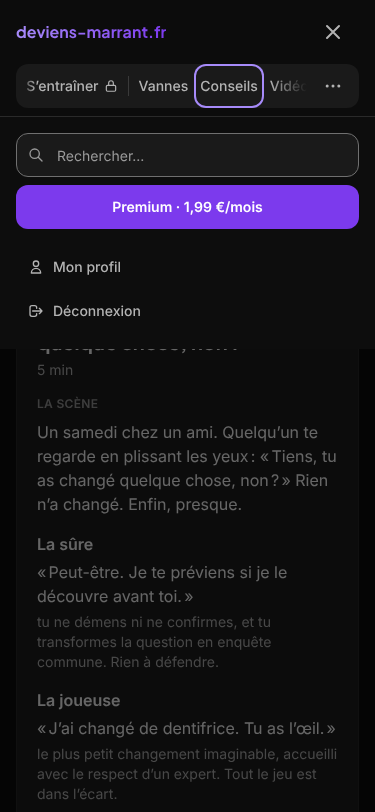 deviens-marrant.fr
S'entraîner
Vannes
Conseils
Vidéo
Rechercher...
Premium · 1,99 €/mois
Mon profil
Déconnexion
quelque chose, non ?
5 min
LA SCÈNE
Un samedi chez un ami. Quelqu'un te
regarde en plissant les yeux : « Tiens, tu
as changé quelque chose, non ? » Rien
n'a changé. Enfin, presque.
La sûre
« Peut-être. Je te préviens si je le
découvre avant toi. »
tu ne démens ni ne confirmes, et tu
transformes la question en enquête
commune. Rien à défendre.
La joueuse
« J'ai changé de dentifrice. Tu as l'œil. »
le plus petit changement imaginable, accueilli
avec le respect d'un expert. Tout le jeu est
dans l'écart.